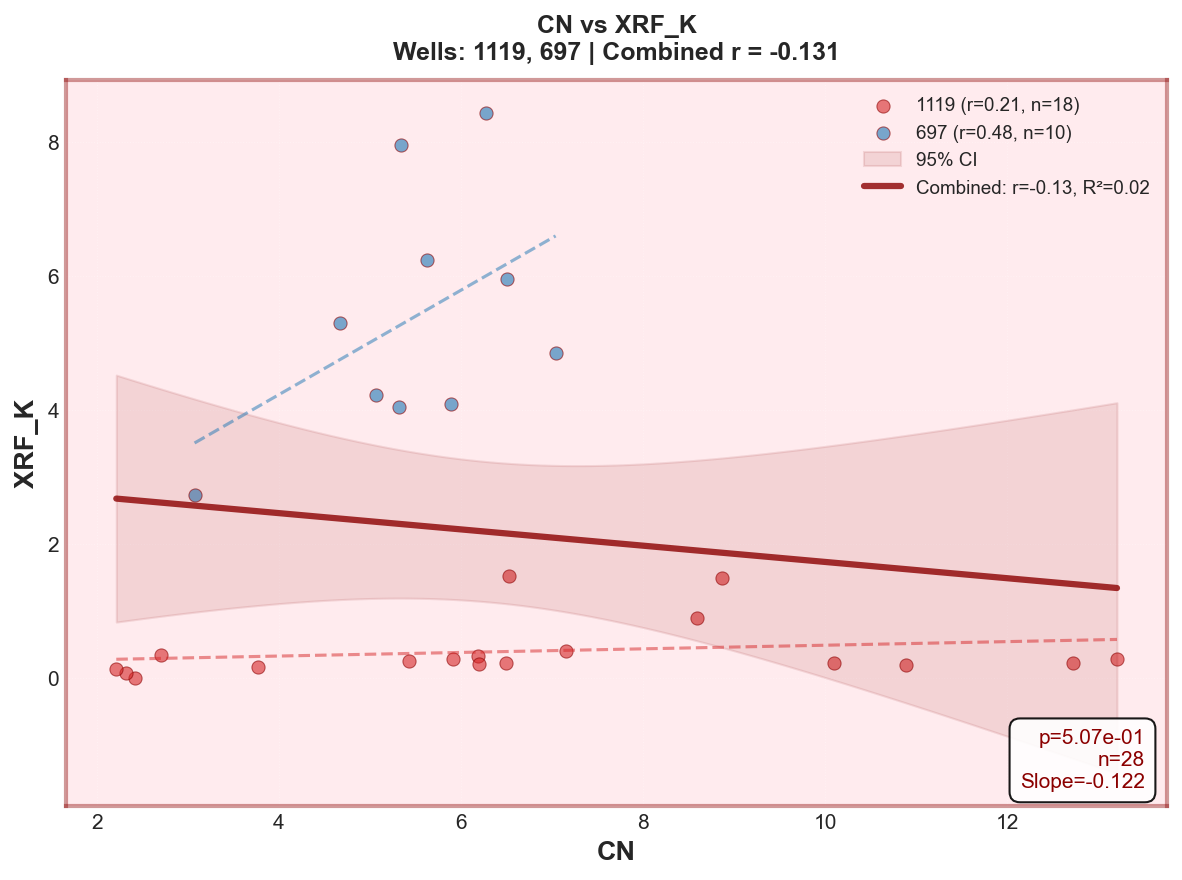 CN vs XRF_K
Wells: 1119, 697 | Combined r = -0.131
1119 (r=0.21, n=18)
697 (r=0.48, n=10)
95% CI
Combined: r=-0.13, R²=0.02
XRF_K
8
6
4
2
0
p=5.07e-01
n=28
Slope=-0.122
2 4 6 8 10 12
CN